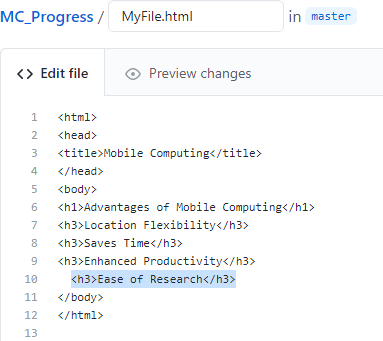 MC_Progress / MyFile.html in master
Edit file Preview changes
1 <html>
2 <head>
3 <title>Mobile Computing</title>
4 </head>
5 <body>
6 <h1>Advantages of Mobile Computing</h1>
7 <h3>Location Flexibility</h3>
8 <h3>Saves Time</h3>
9 <h3>Enhanced Productivity</h3>
10 <h3>Ease of Research</h3>
11 </body>
12 </html>
13